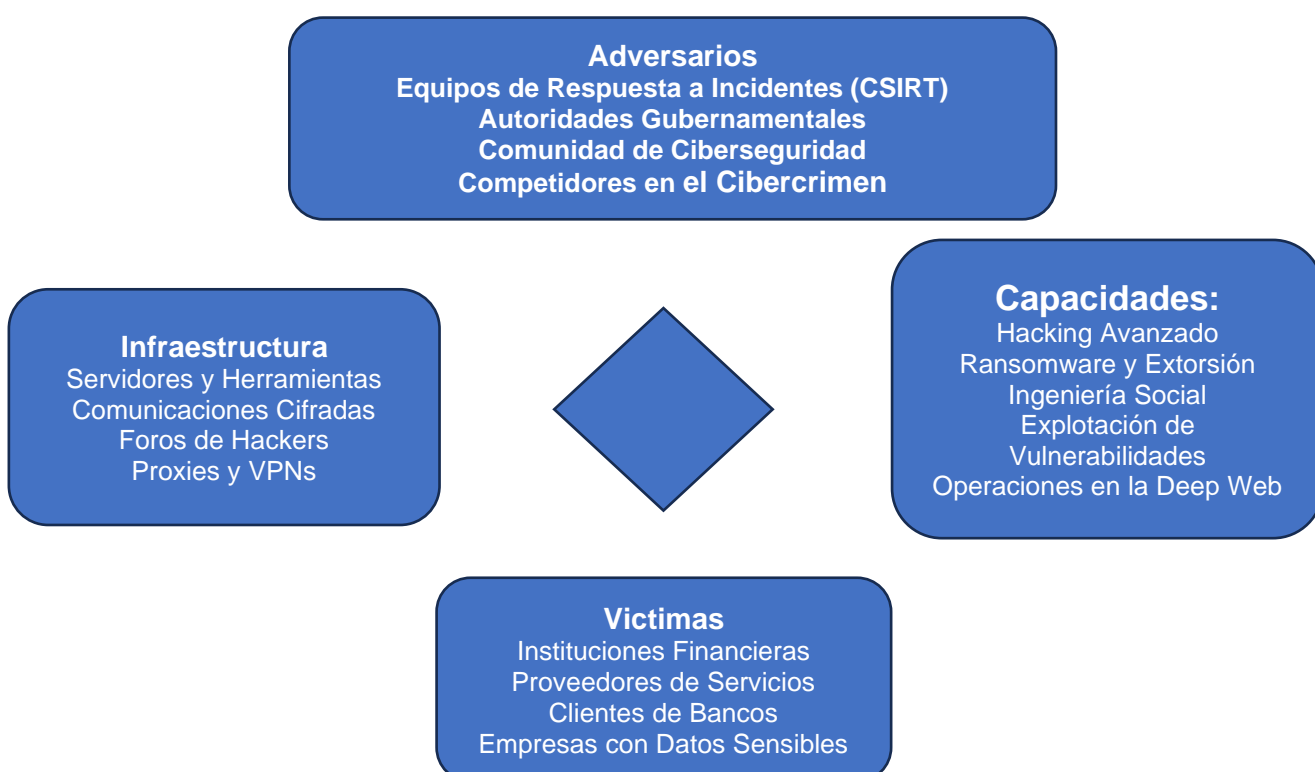 Adversarios
Equipos de Respuesta a Incidentes (CSIRT)
Autoridades Gubernamentales
Comunidad de Ciberseguridad
Competidores en el Cibercrimen
Infraestructura
Servidores y Herramientas
Comunicaciones Cifradas
Foros de Hackers
Proxies y VPNs
Capacidades:
Hacking Avanzado
Ransomware y Extorsión
Ingeniería Social
Explotación de
Vulnerabilidades
Operaciones en la Deep Web
Victimas
Instituciones Financieras
Proveedores de Servicios
Clientes de Bancos
Empresas con Datos Sensibles